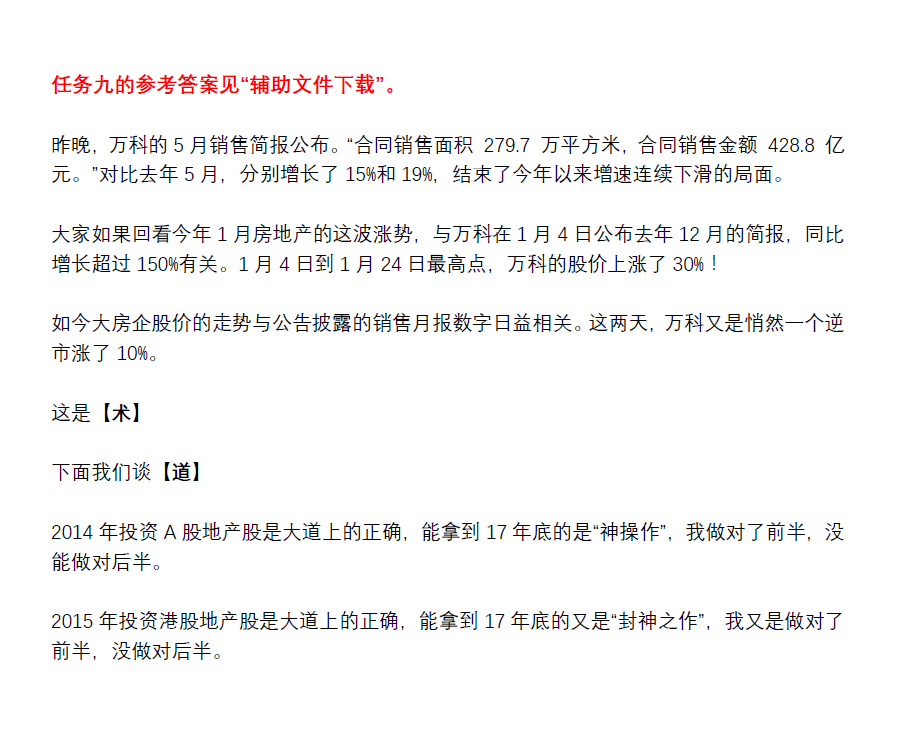 任务九的参考答案见“辅助文件下载”。
昨晚，万科的 5 月销售简报公布。“合同销售面积 279.7 万平方米，合同销售金额 428.8 亿
元。”对比去年 5 月，分别增长了 15%和 19%，结束了今年以来增速连续下滑的局面。
大家如果回看今年 1 月房地产的这波涨势，与万科在 1 月 4 日公布去年 12 月的简报，同比
增长超过 150%有关。1 月 4 日到 1 月 24 日最高点，万科的股价上涨了 30%！
如今大房企股价的走势与公告披露的销售月报数字日益相关。这两天，万科又是悄然一个逆
市涨了 10%。
这是【术】
下面我们谈【道】
2014 年投资 A 股地产股是大道上的正确，能拿到 17 年底的是“神操作”，我做对了前半，没
能做对后半。
2015 年投资港股地产股是大道上的正确，能拿到 17 年底的又是“封神之作”，我又是做对了
前半，没做对后半。